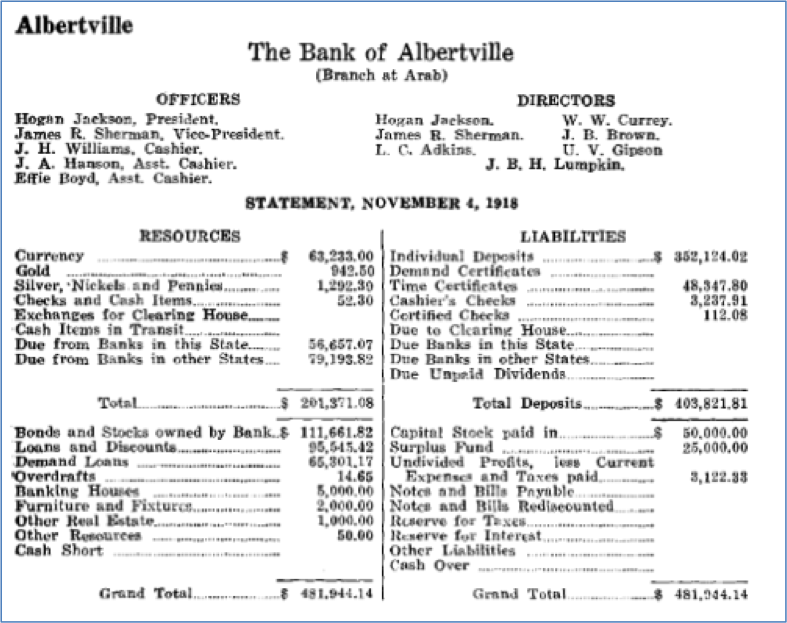 Albertville
The Bank of Albertville
(Branch at Arab)
OFFICERS
Hogan Jackson, President,
James R. Sherman, Vice-President.
J. H. Williams, Cashier.
J. A. Hanson, Asst. Cashier.
Effie Boyd, Asst. Cashier.
DIRECTORS
Hogan Jackson. W. W. Currey.
James R. Sherman. J. B. Brown.
L. C. Adkins. U. V. Gipson
J. B. H. Lumpkin.
STATEMENT, NOVEMBER 4, 1918
RESOURCES
Currency $ 63,233.00
Gold 942.50
Silver, Nickels and Pennies 1,292.39
Checks and Cash Items 52.30
Exchanges for Clearing House
Cash Items in Transit
Due from Banks in this State 56,657.07
Due from Banks in other States 79,193.82
Total $ 201,371.08
Bonds and Stocks owned by Bank $ 111,661.82
Loans and Discounts 95,545.42
Demand Loans 65,301.17
Overdrafts 14.65
Banking Houses 5,000.00
Furniture and Fixtures 2,000.00
Other Real Estate 1,000.00
Other Resources 50.00
Cash Short
Grand Total $ 481,944.14
LIABILITIES
Individual Deposits $ 352,124.02
Demand Certificates
Time Certificates 48,347.80
Cashier's Checks 3,237.91
Certified Checks 112.08
Due to Clearing House
Due Banks in this State
Due Banks in other States
Due Unpaid Dividends
Total Deposits $ 403,821.81
Capital Stock paid in $ 50,000.00
Surplus Fund 25,000.00
Undivided Profits, less Current
Expenses and Taxes paid 3,122.33
Notes and Bills Payable
Notes and Bills Rediscounted
Reserve for Taxes
Reserve for Interest
Other Liabilities
Cash Over
Grand Total $ 481,944.14